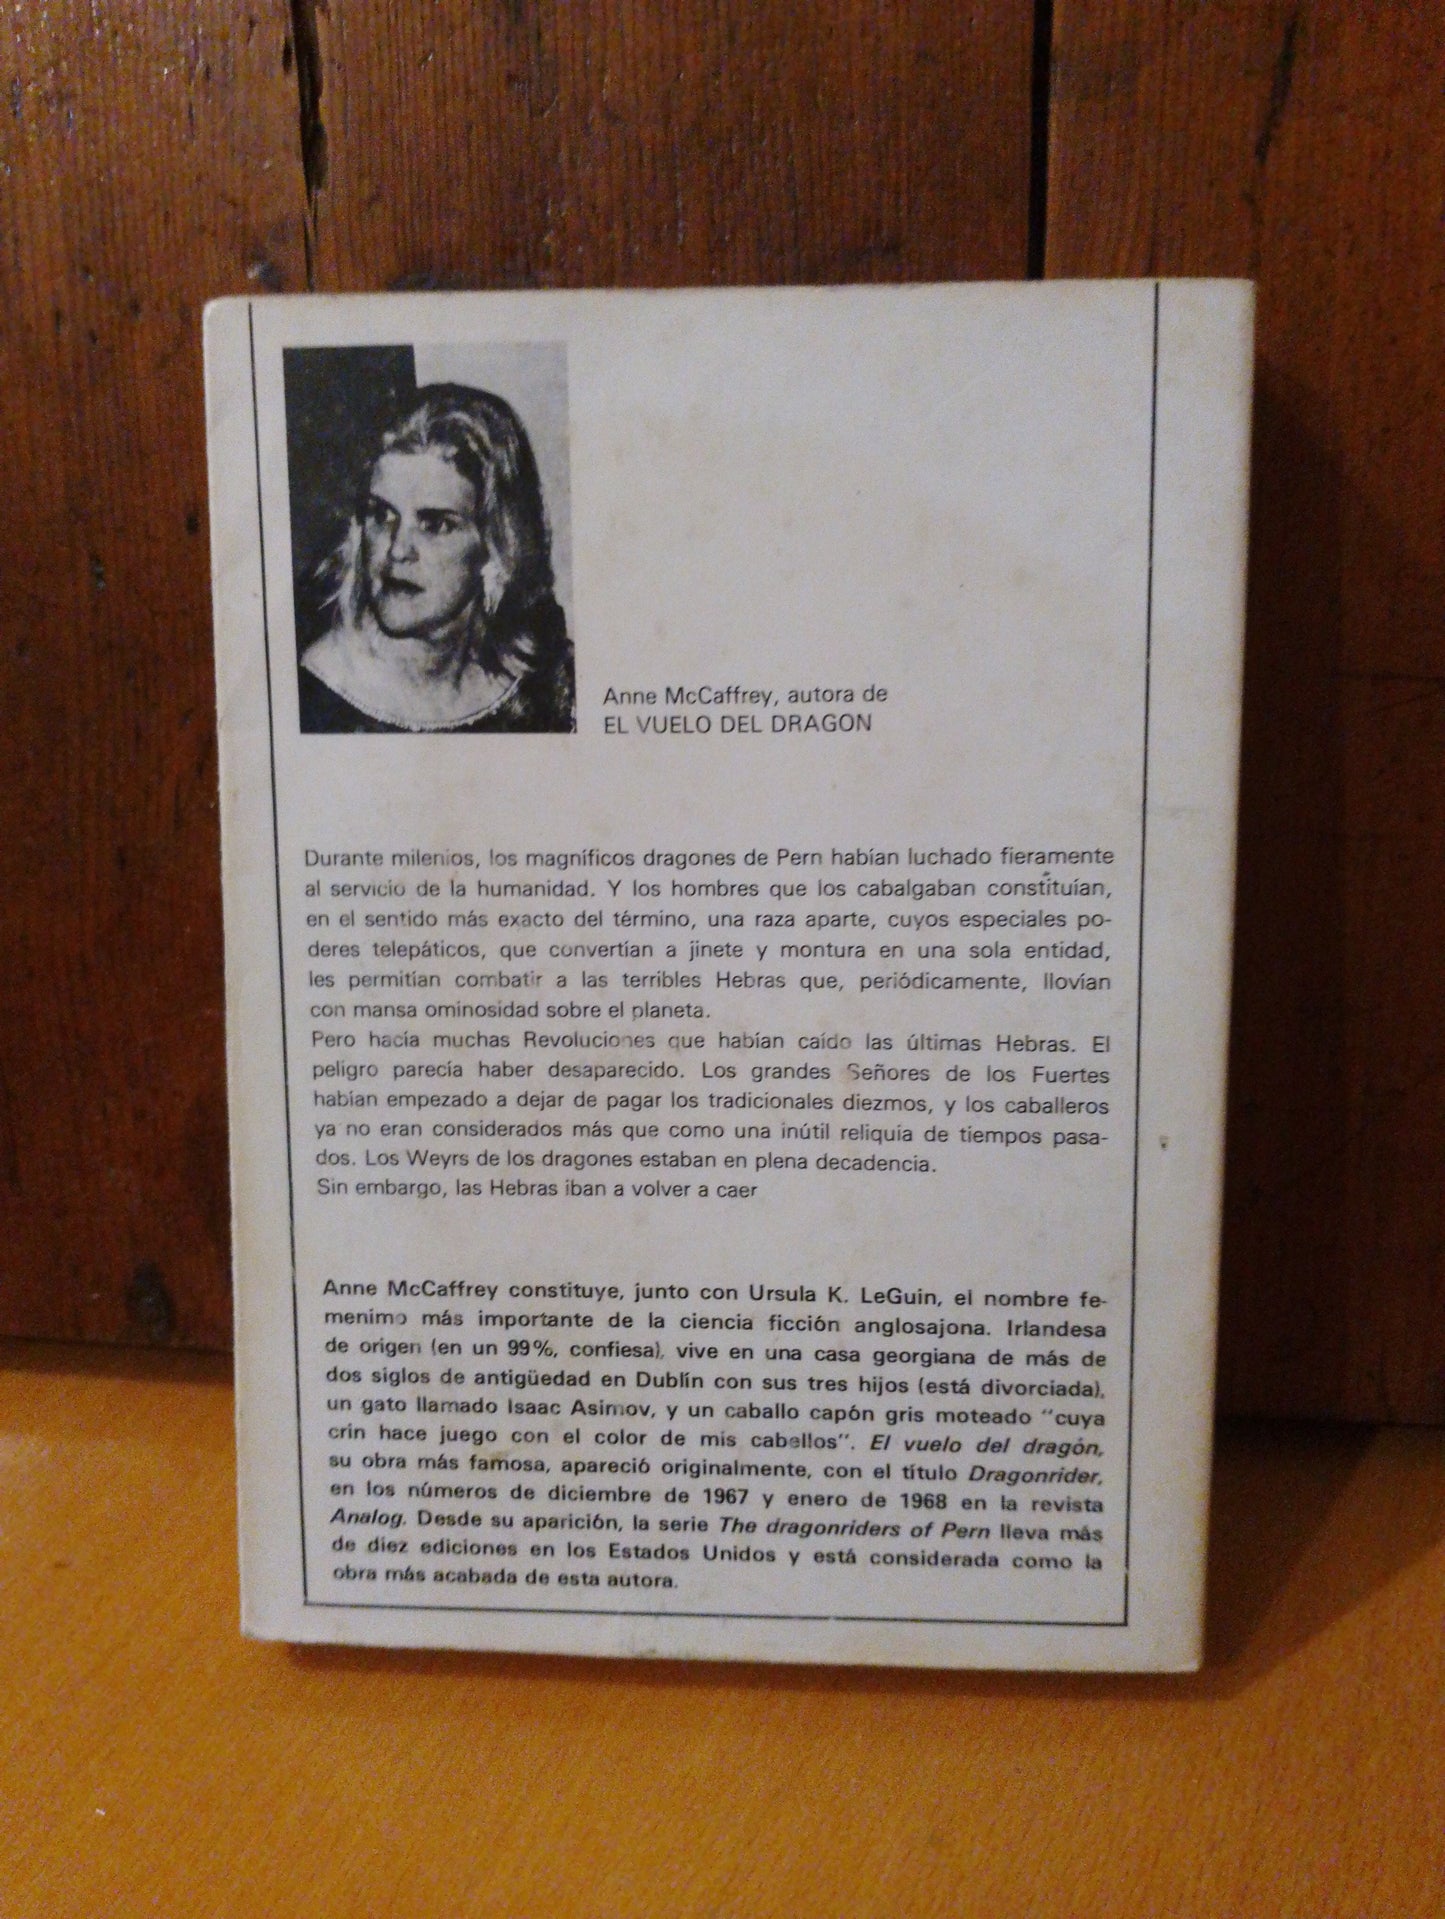 Anne McCaffrey, autora de
EL VUELO DEL DRAGON
Durante milenios, los magníficos dragones de Pern habían luchado fieramente
al servicio de la humanidad. Y los hombres que los cabalgaban constituían,
en el sentido más exacto del término, una raza aparte, cuyos especiales po-
deres telepáticos, que convertían a jinete y montura en una sola entidad,
les permitían combatir a las terribles Hebras que, periódicamente, llovían
con mansa ominosidad sobre el planeta.
Pero hacía muchas Revoluciones que habían caído las últimas Hebras. El
peligro parecía haber desaparecido. Los grandes Señores de los Fuertes
habían empezado a dejar de pagar los tradicionales diezmos, y los caballeros
ya no eran considerados más que como una inútil reliquia de tiempos pasa-
dos. Los Weyrs de los dragones estaban en plena decadencia.
Sin embargo, las Hebras iban a volver a caer
Anne McCaffrey constituye, junto con Ursula K. LeGuin, el nombre fe-
menimo más importante de la ciencia ficción anglosajona. Irlandesa
de origen (en un 99%, confiesa), vive en una casa georgiana de más de
dos siglos de antigüedad en Dublín con sus tres hijos (está divorciada),
un gato llamado Isaac Asimov, y un caballo capón gris moteado "cuya
crin hace juego con el color de mis cabellos". El vuelo del dragón,
su obra más famosa, apareció originalmente, con el título Dragonrider,
en los números de diciembre de 1967 y enero de 1968 en la revista
Analog. Desde su aparición, la serie The dragonriders of Pern lleva más
de diez ediciones en los Estados Unidos y está considerada como la
obra más acabada de esta autora.